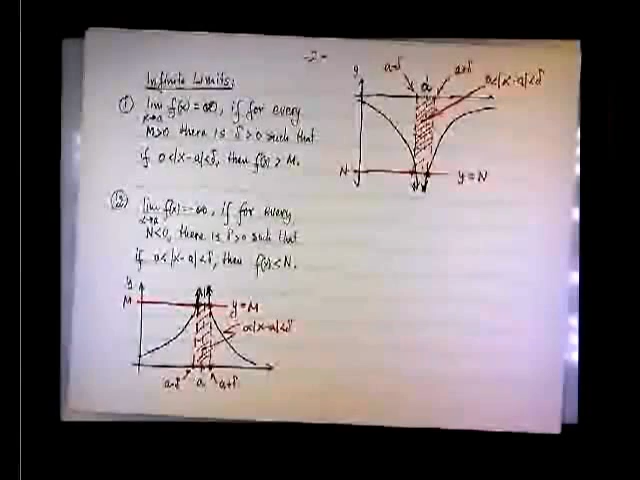 -2-
Infinite Limits:
① lim f(x) = ∞, if for every
x→a
M>0 there is δ>0 such that
if 0<|x-a|<δ, then f(x) > M.
② lim f(x) = -∞, if for every
x→a
N<0, there is δ>0 such that
if 0<|x-a|<δ, then f(x) < N.
y
M
y = M
0<|x-a|<δ
a-δ a a+δ
y
a-δ a a+δ
0<|x-a|<δ
N
y = N